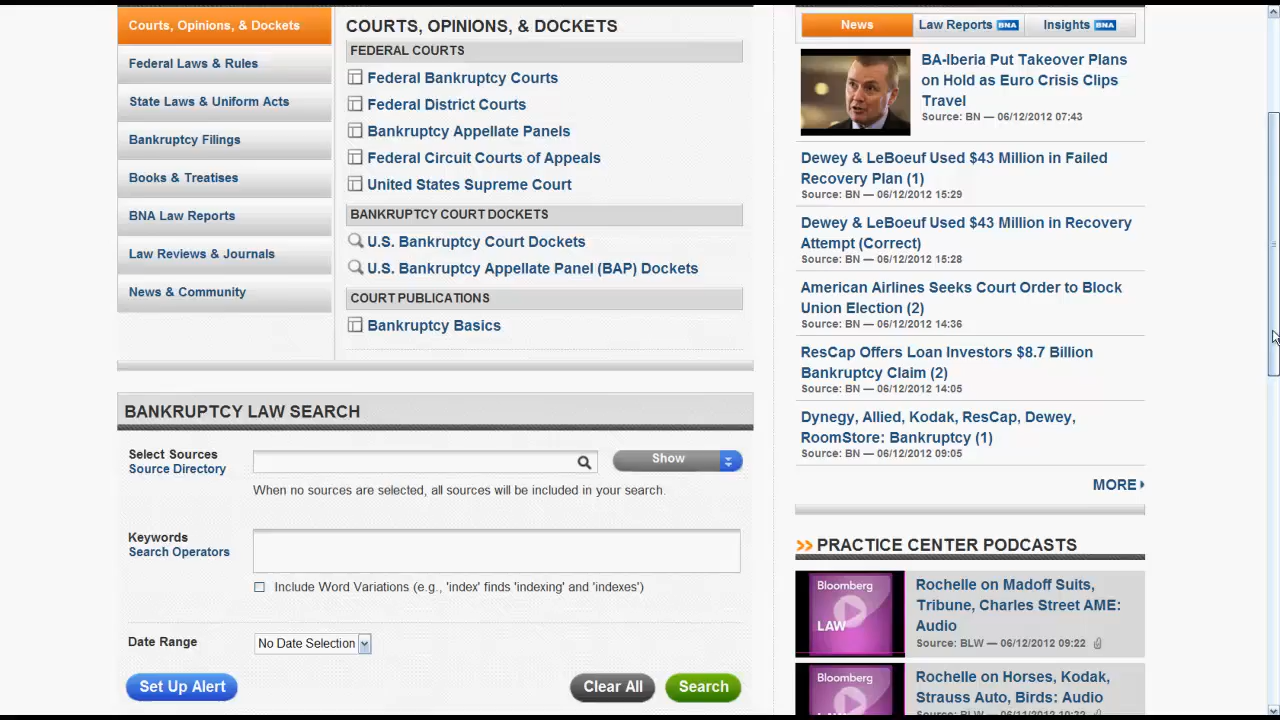 Courts, Opinions, & Dockets
Federal Laws & Rules
State Laws & Uniform Acts
Bankruptcy Filings
Books & Treatises
BNA Law Reports
Law Reviews & Journals
News & Community
COURTS, OPINIONS, & DOCKETS
FEDERAL COURTS
Federal Bankruptcy Courts
Federal District Courts
Bankruptcy Appellate Panels
Federal Circuit Courts of Appeals
United States Supreme Court
BANKRUPTCY COURT DOCKETS
U.S. Bankruptcy Court Dockets
U.S. Bankruptcy Appellate Panel (BAP) Dockets
COURT PUBLICATIONS
Bankruptcy Basics
BANKRUPTCY LAW SEARCH
Select Sources
Source Directory
Show
When no sources are selected, all sources will be included in your search.
Keywords
Search Operators
Include Word Variations (e.g., 'index' finds 'indexing' and 'indexes')
Date Range
No Date Selection
Set Up Alert
Clear All
Search
News
Law Reports BNA
Insights BNA
BA-Iberia Put Takeover Plans
on Hold as Euro Crisis Clips
Travel
Source: BN — 06/12/2012 07:43
Dewey & LeBoeuf Used $43 Million in Failed
Recovery Plan (1)
Source: BN — 06/12/2012 15:29
Dewey & LeBoeuf Used $43 Million in Recovery
Attempt (Correct)
Source: BN — 06/12/2012 15:28
American Airlines Seeks Court Order to Block
Union Election (2)
Source: BN — 06/12/2012 14:36
ResCap Offers Loan Investors $8.7 Billion
Bankruptcy Claim (2)
Source: BN — 06/12/2012 14:05
Dynegy, Allied, Kodak, ResCap, Dewey,
RoomStore: Bankruptcy (1)
Source: BN — 06/12/2012 09:05
MORE
PRACTICE CENTER PODCASTS
Bloomberg
LAW
Rochelle on Madoff Suits,
Tribune, Charles Street AME:
Audio
Source: BLW — 06/12/2012 09:22
Bloomberg
Rochelle on Horses, Kodak,
Strauss Auto, Birds: Audio